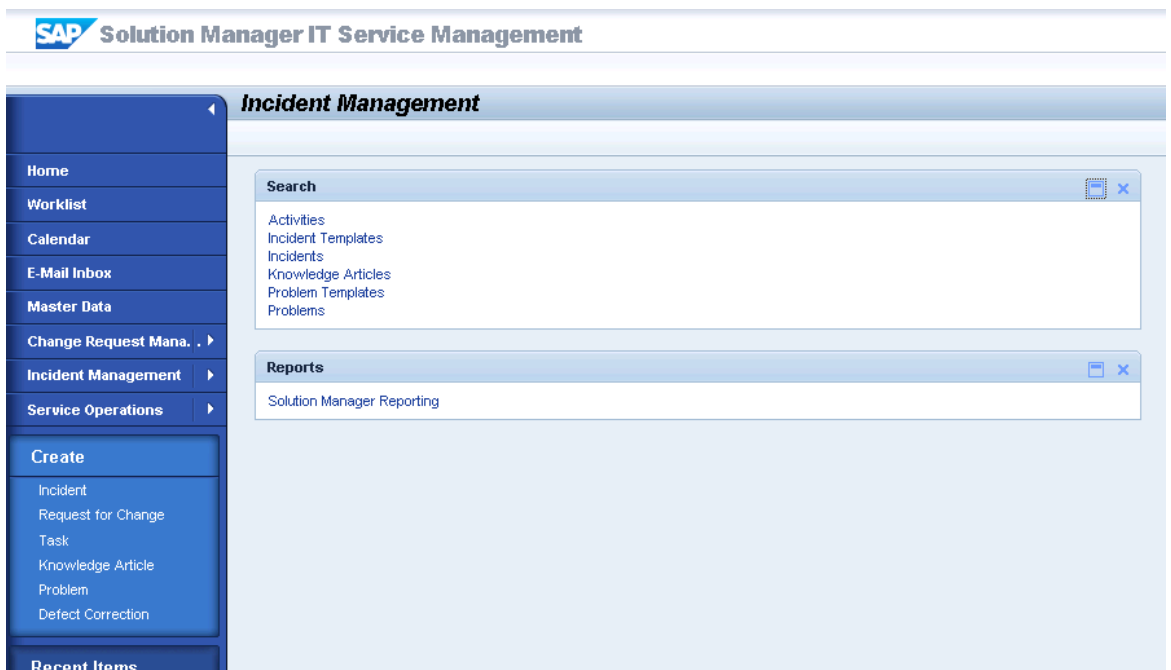 SAP Solution Manager IT Service Management
Incident Management
Home
Worklist
Calendar
E-Mail Inbox
Master Data
Change Request Mana. .
Incident Management
Service Operations
Create
Incident
Request for Change
Task
Knowledge Article
Problem
Defect Correction
Recent Items
Search
Activities
Incident Templates
Incidents
Knowledge Articles
Problem Templates
Problems
Reports
Solution Manager Reporting